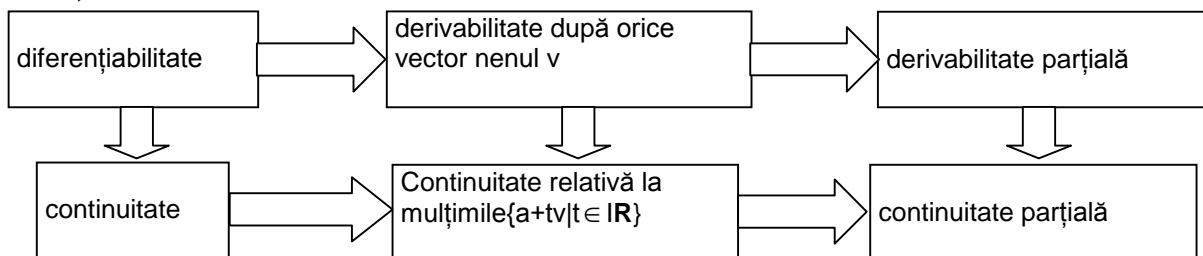 diferențiabilitate
derivabilitate după orice
vector nenul v
derivabilitate parțială
continuitate
Continuitate relativă la
mulțimile{a+tv|t∈ IR}
continuitate parțială